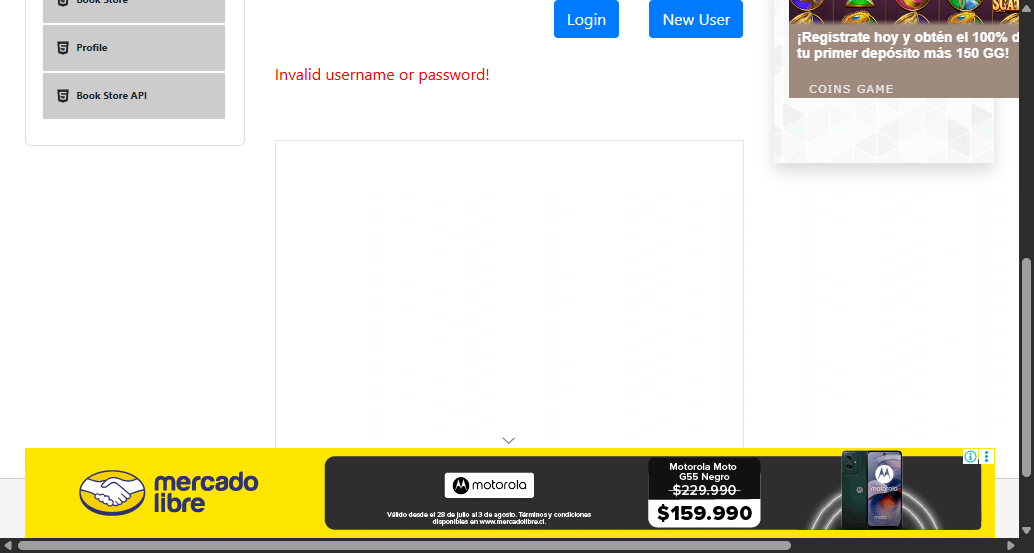 Book Store
Profile
Book Store API
Login
New User
Invalid username or password!
¡Registrate hoy y obtén el 100% d
tu primer depósito más 150 GG!
COINS GAME
mercado
libre
motorola
Válido desde el 28 de julio al 3 de agosto. Términos y condiciones
disponibles en www.mercadolibre.cl.
Motorola Moto
G55 Negro
$229.990
$159.990
motorola